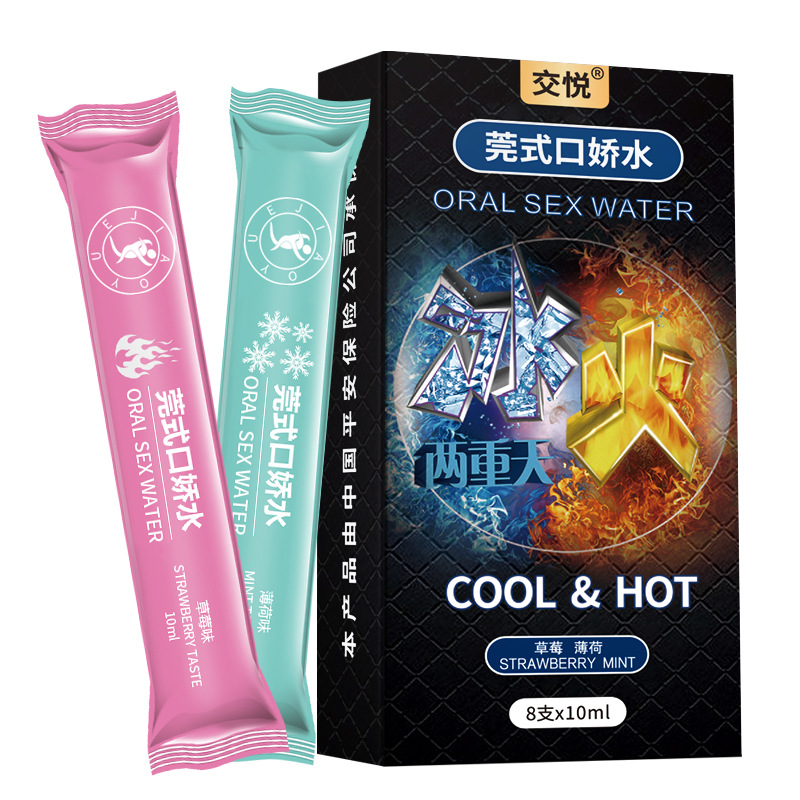 交悦®
莞式口娇水
ORAL SEX WATER
冰火
两重天
COOL & HOT
草莓 薄荷
STRAWBERRY MINT
8支x10ml
本产品由中国平安保险公司承
JIAOYUE
莞式口娇水
ORAL SEX WATER
草莓味
STRAWBERRY TASTE
10ml
JIAOYUE
莞式口娇水
ORAL SEX WATER
薄荷味
MINT